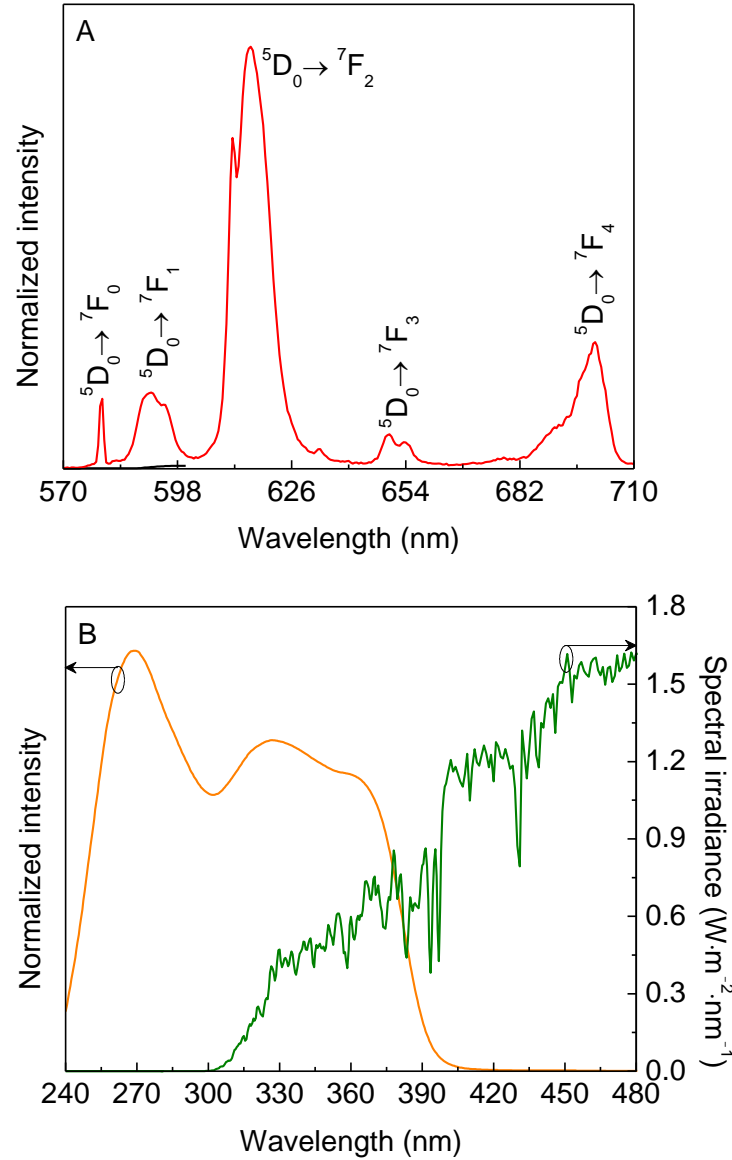 A
⁵D₀→ ⁷F₂
⁵D₀→ ⁷F₀
⁵D₀→ ⁷F₁
⁵D₀→ ⁷F₃
⁵D₀→ ⁷F₄
Normalized intensity
570 598 626 654 682 710
Wavelength (nm)
B
1.8
1.5
1.2
0.9
0.6
0.3
0.0
Normalized intensity
Spectral irradiance (W·m⁻²·nm⁻¹)
240 270 300 330 360 390 420 450 480
Wavelength (nm)